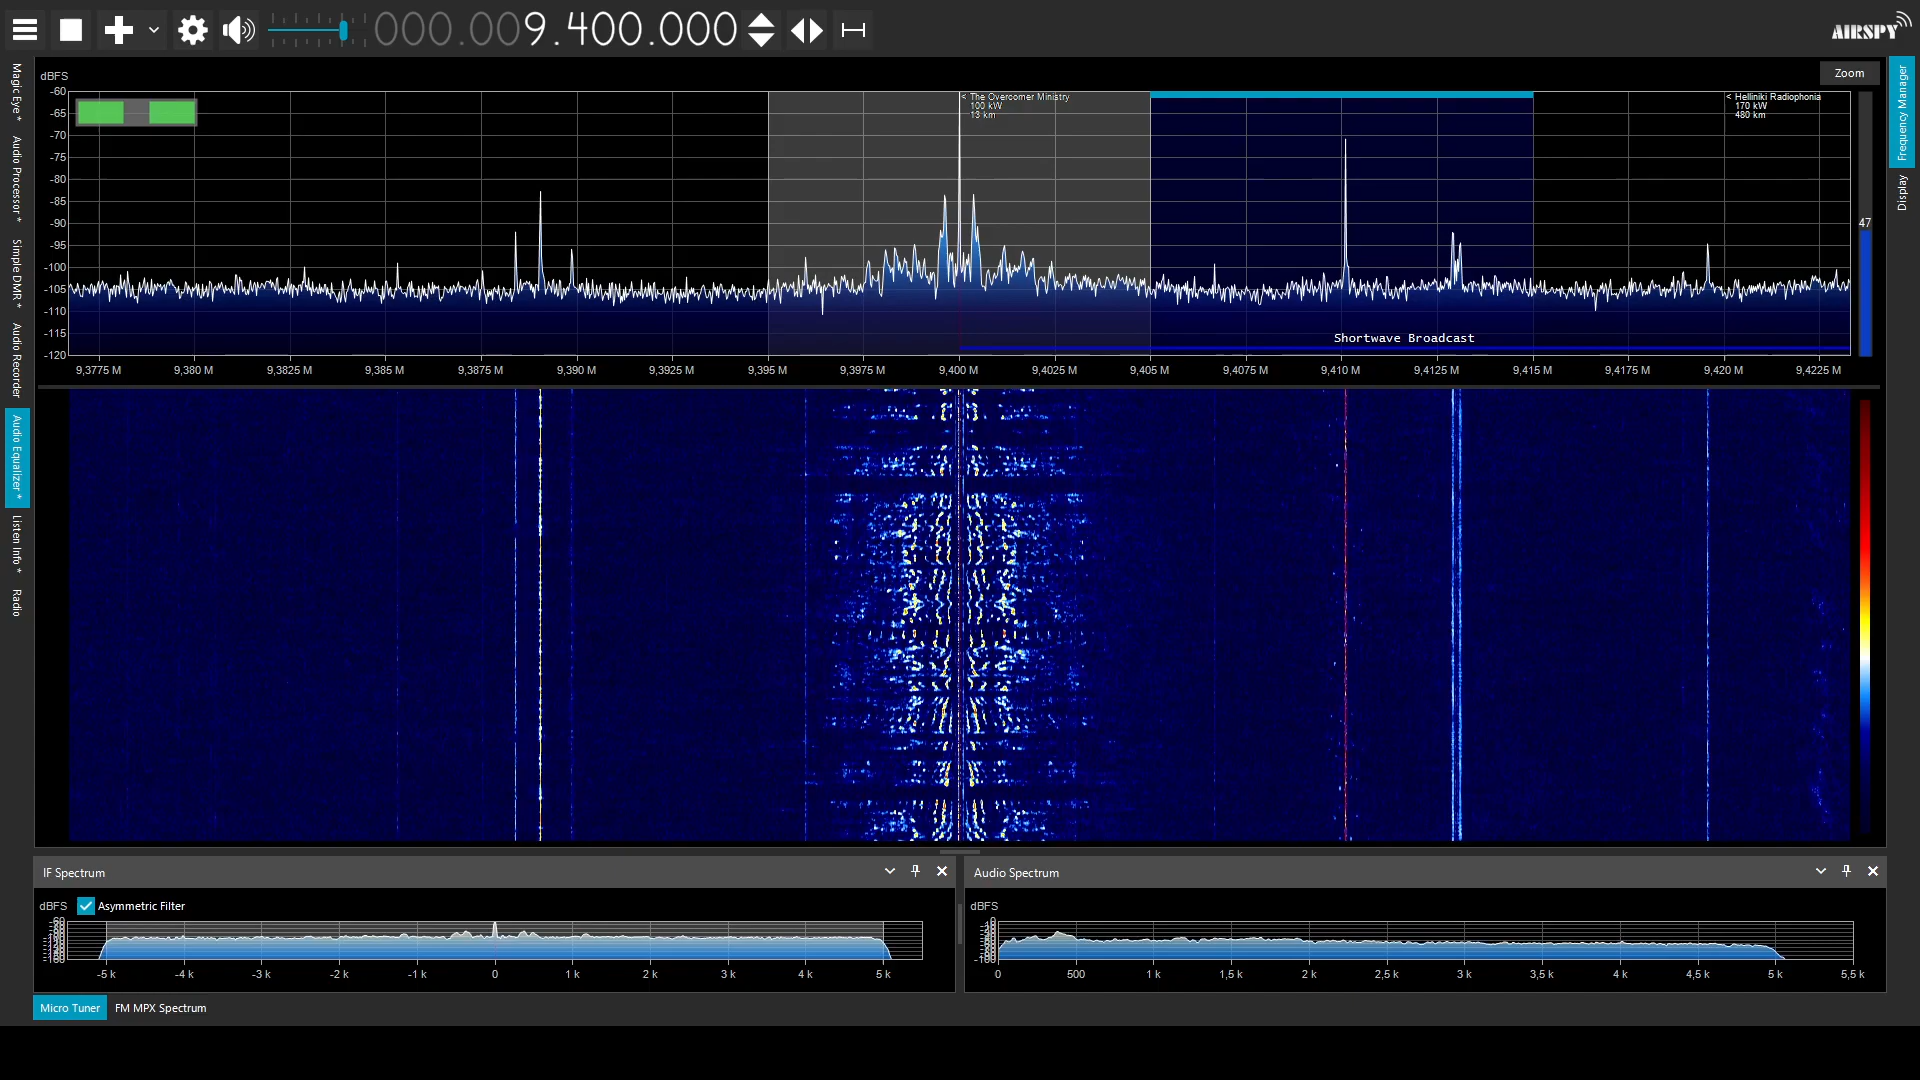 000.009.400.000
AIRSPY
Zoom
dBFS
< The Overcomer Ministry
100 kW
13 km
< Helliniki Radiophonia
170 kW
480 km
-60
-65
-70
-75
-80
-85
-90
-95
-100
-105
-110
-115
-120
47
Shortwave Broadcast
9,3775 M
9,380 M
9,3825 M
9,385 M
9,3875 M
9,390 M
9,3925 M
9,395 M
9,3975 M
9,400 M
9,4025 M
9,405 M
9,4075 M
9,410 M
9,4125 M
9,415 M
9,4175 M
9,420 M
9,4225 M
Magic Eye *
Audio Processor *
Simple DMR *
Audio Recorder
Audio Equalizer *
Listen Info *
Radio
Frequency Manager
Display
IF Spectrum
dBFS
Asymmetric Filter
-5 k
-4 k
-3 k
-2 k
-1 k
0
1 k
2 k
3 k
4 k
5 k
Audio Spectrum
dBFS
0
500
1 k
1,5 k
2 k
2,5 k
3 k
3,5 k
4 k
4,5 k
5 k
5,5 k
Micro Tuner
FM MPX Spectrum